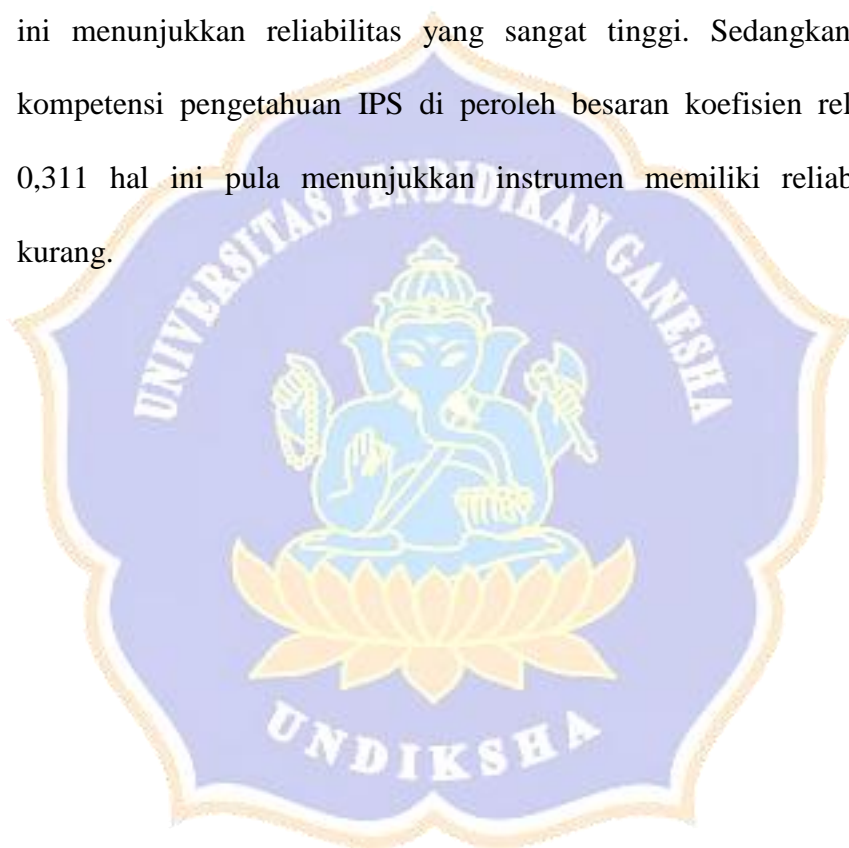 ini menunjukkan reliabilitas yang sangat tinggi. Sedangkan
kompetensi pengetahuan IPS di peroleh besaran koefisien rel
0,311 hal ini pula menunjukkan instrumen memiliki reliab
kurang.
UNIVERSITAS PENDIDIKAN GANESHA
UNDIKSHA